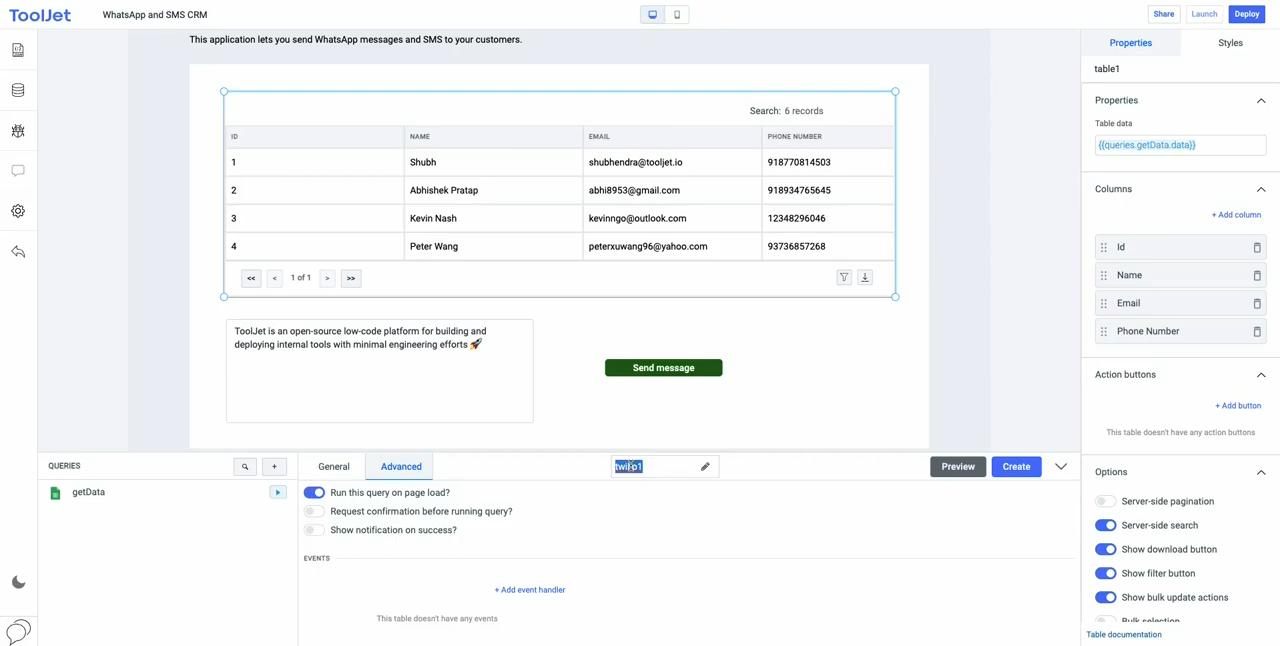 ToolJet
WhatsApp and SMS CRM
Share
Launch
Deploy
This application lets you send WhatsApp messages and SMS to your customers.
Search: 6 records
ID NAME EMAIL PHONE NUMBER
1 Shubh shubhendra@tooljet.io 918770814503
2 Abhishek Pratap abhi8953@gmail.com 918934765645
3 Kevin Nash kevinngo@outlook.com 12348296046
4 Peter Wang peterxuwang96@yahoo.com 93736857268
<< < 1 of 1 > >>
ToolJet is an open-source low-code platform for building and
deploying internal tools with minimal engineering efforts 🚀
Send message
QUERIES
+
getData
General
Advanced
Preview
Create
Run this query on page load?
Request confirmation before running query?
Show notification on success?
EVENTS
+ Add event handler
This table doesn't have any events
Properties
Styles
table1
Properties
Table data
{{queries.getData.data}}
Columns
+ Add column
Id
Name
Email
Phone Number
Action buttons
+ Add button
This table doesn't have any action buttons
Options
Server-side pagination
Server-side search
Show download button
Show filter button
Show bulk update actions
Bulk selection
Table documentation